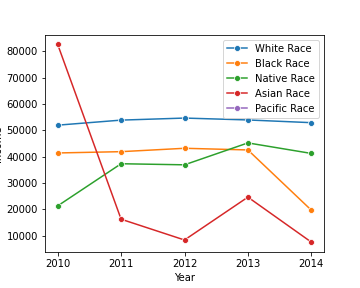 White Race
Black Race
Native Race
Asian Race
Pacific Race
80000
70000
60000
50000
40000
30000
20000
10000
2010 2011 2012 2013 2014
Year